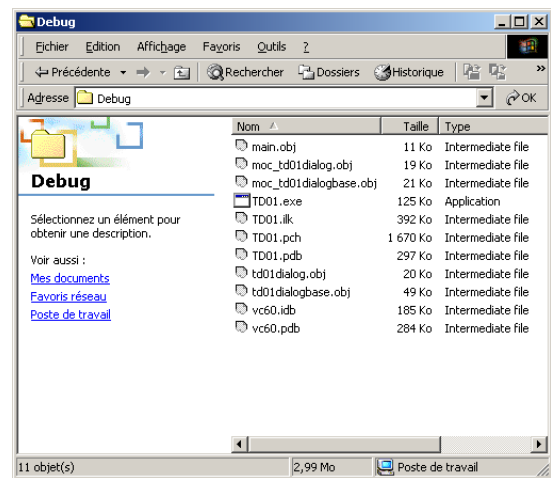 Debug
Fichier Edition Affichage Favoris Outils ?
Précédente Rechercher Dossiers Historique »
Adresse Debug OK
Debug
Sélectionnez un élément pour
obtenir une description.
Voir aussi :
Mes documents
Favoris réseau
Poste de travail
Nom Taille Type
main.obj 11 Ko Intermediate file
moc_td01dialog.obj 19 Ko Intermediate file
moc_td01dialogbase.obj 21 Ko Intermediate file
TD01.exe 125 Ko Application
TD01.ilk 392 Ko Intermediate file
TD01.pch 1 670 Ko Intermediate file
TD01.pdb 297 Ko Intermediate file
td01dialog.obj 20 Ko Intermediate file
td01dialogbase.obj 49 Ko Intermediate file
vc60.idb 185 Ko Intermediate file
vc60.pdb 284 Ko Intermediate file
11 objet(s) 2,99 Mo Poste de travail